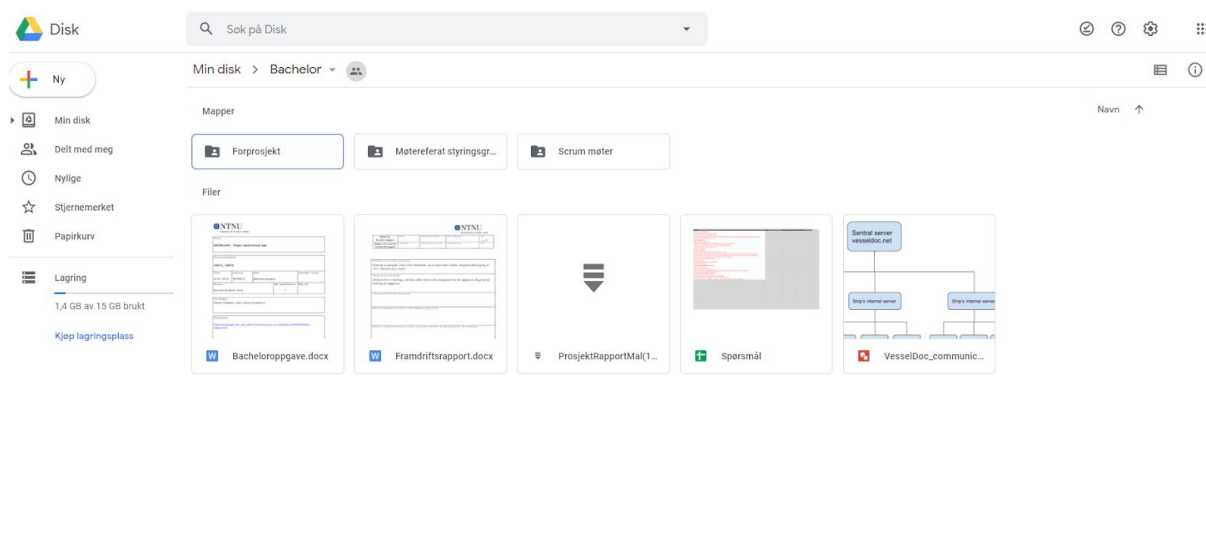 Disk
Søk på Disk
Ny
Min disk > Bachelor
Min disk
Delt med meg
Nylige
Stjernemerket
Papirkurv
Lagring
1,4 GB av 15 GB brukt
Kjøp lagringsplass
Mapper
Navn
Forprosjekt
Møtereferat styringsgr...
Scrum møter
Filer
NTNU
NTNU
Sentral server
vesseldoc.net
Ship's internal server
Ship's internal server
Bacheloroppgave.docx
Framdriftsrapport.docx
ProsjektRapportMal(1...
Spørsmål
VesselDoc_communic...